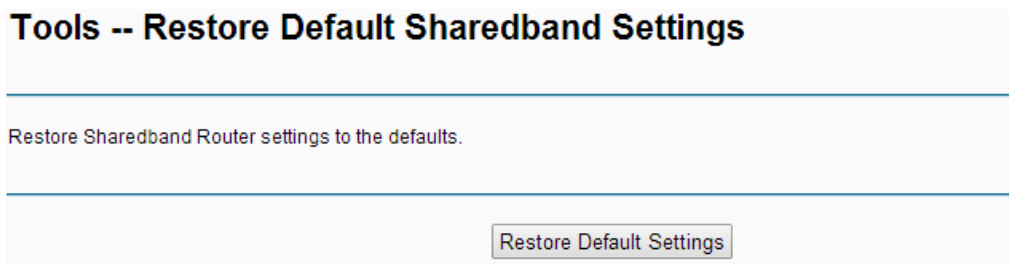 Tools -- Restore Default Sharedband Settings
Restore Sharedband Router settings to the defaults.
Restore Default Settings